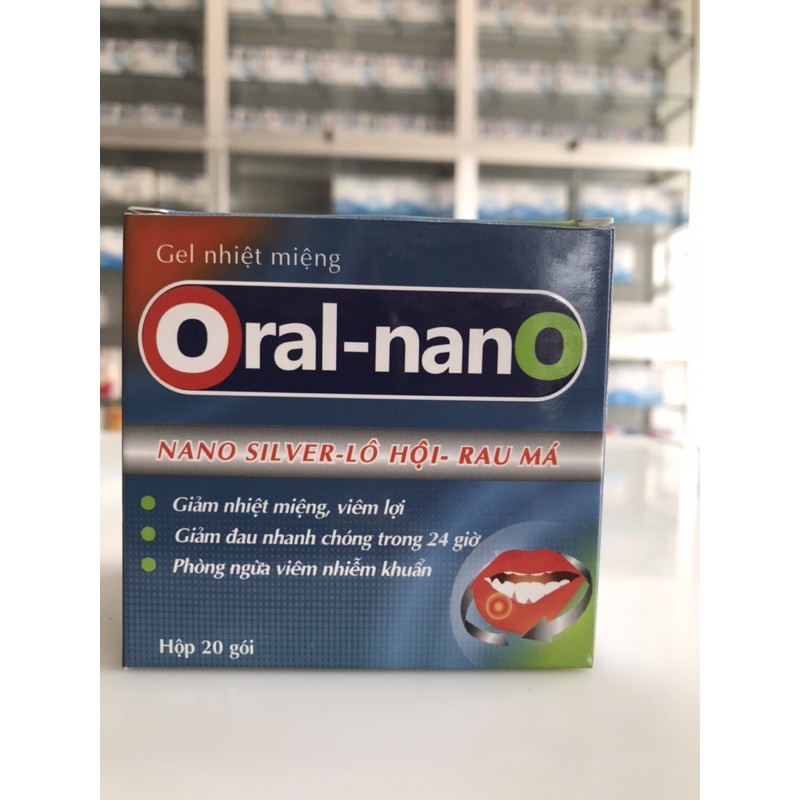 Gel nhiệt miệng
Oral-nanO
NANO SILVER-LÔ HỘI- RAU MÁ
Giảm nhiệt miệng, viêm lợi
Giảm đau nhanh chóng trong 24 giờ
Phòng ngừa viêm nhiễm khuẩn
Hộp 20 gói